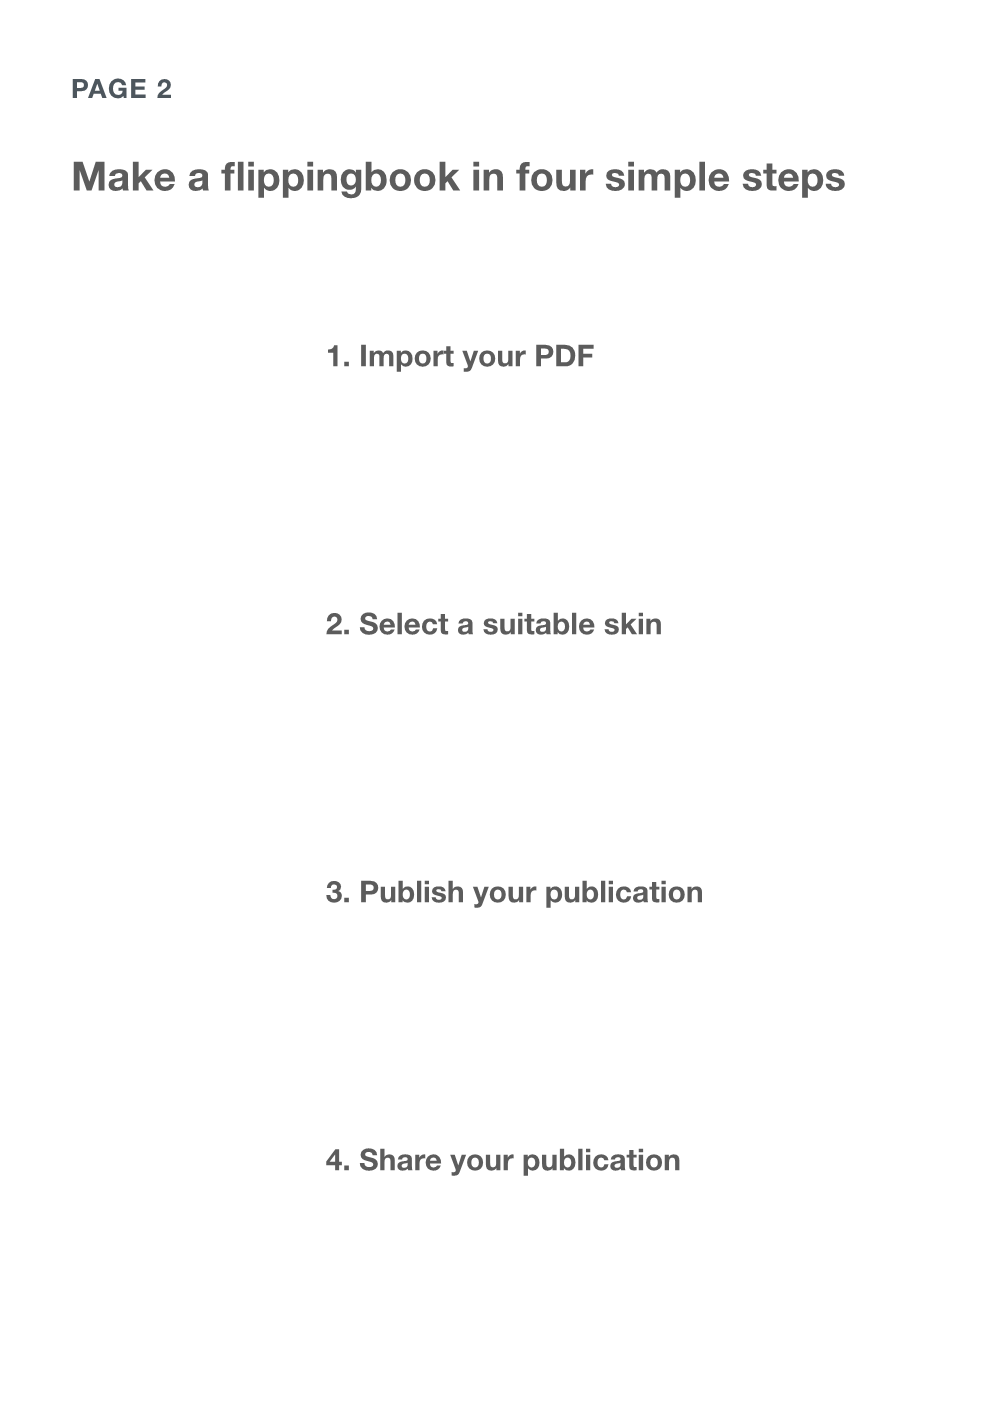 PAGE 2
Make a flippingbook in four simple steps
1. Import your PDF
2. Select a suitable skin
3. Publish your publication
4. Share your publication